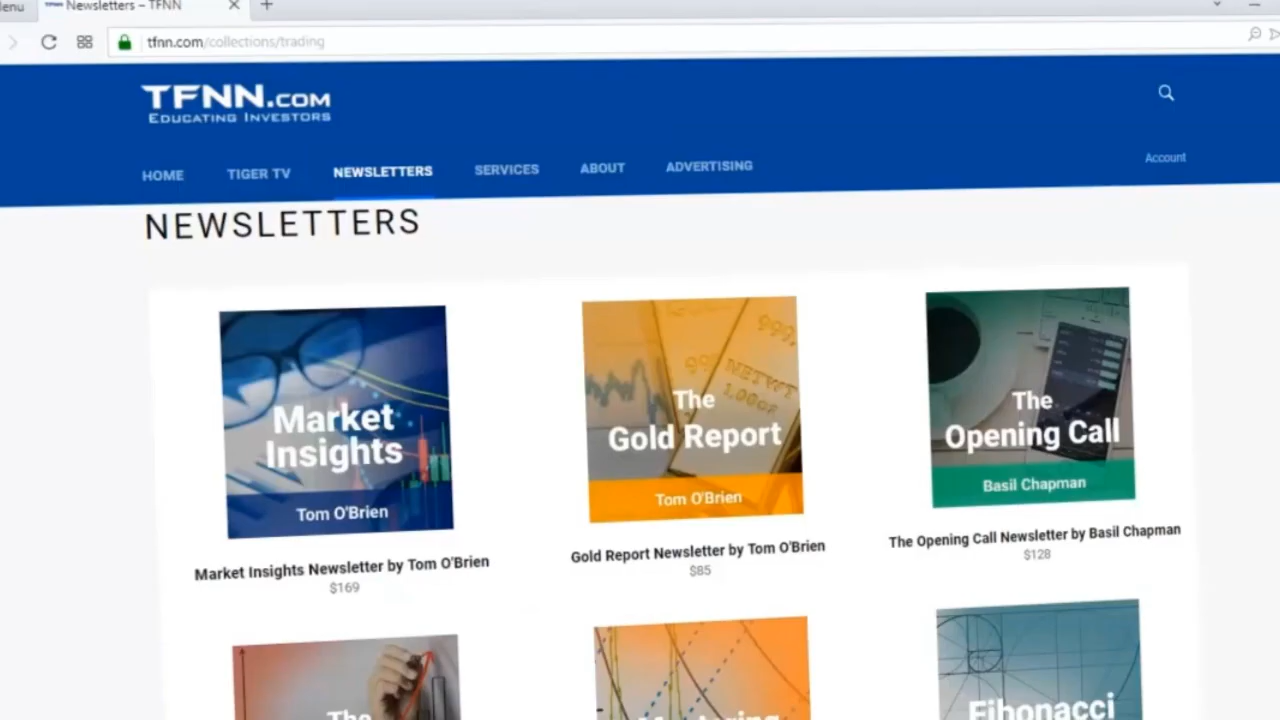 Newsletters – TFNN
tfnn.com/collections/trading
TFNN.COM
EDUCATING INVESTORS
HOME TIGER TV NEWSLETTERS SERVICES ABOUT ADVERTISING
Account
NEWSLETTERS
Market
Insights
Tom O'Brien
Market Insights Newsletter by Tom O'Brien
$169
The
Gold Report
Tom O'Brien
Gold Report Newsletter by Tom O'Brien
$85
The
Opening Call
Basil Chapman
The Opening Call Newsletter by Basil Chapman
$128
The
Fibonacci